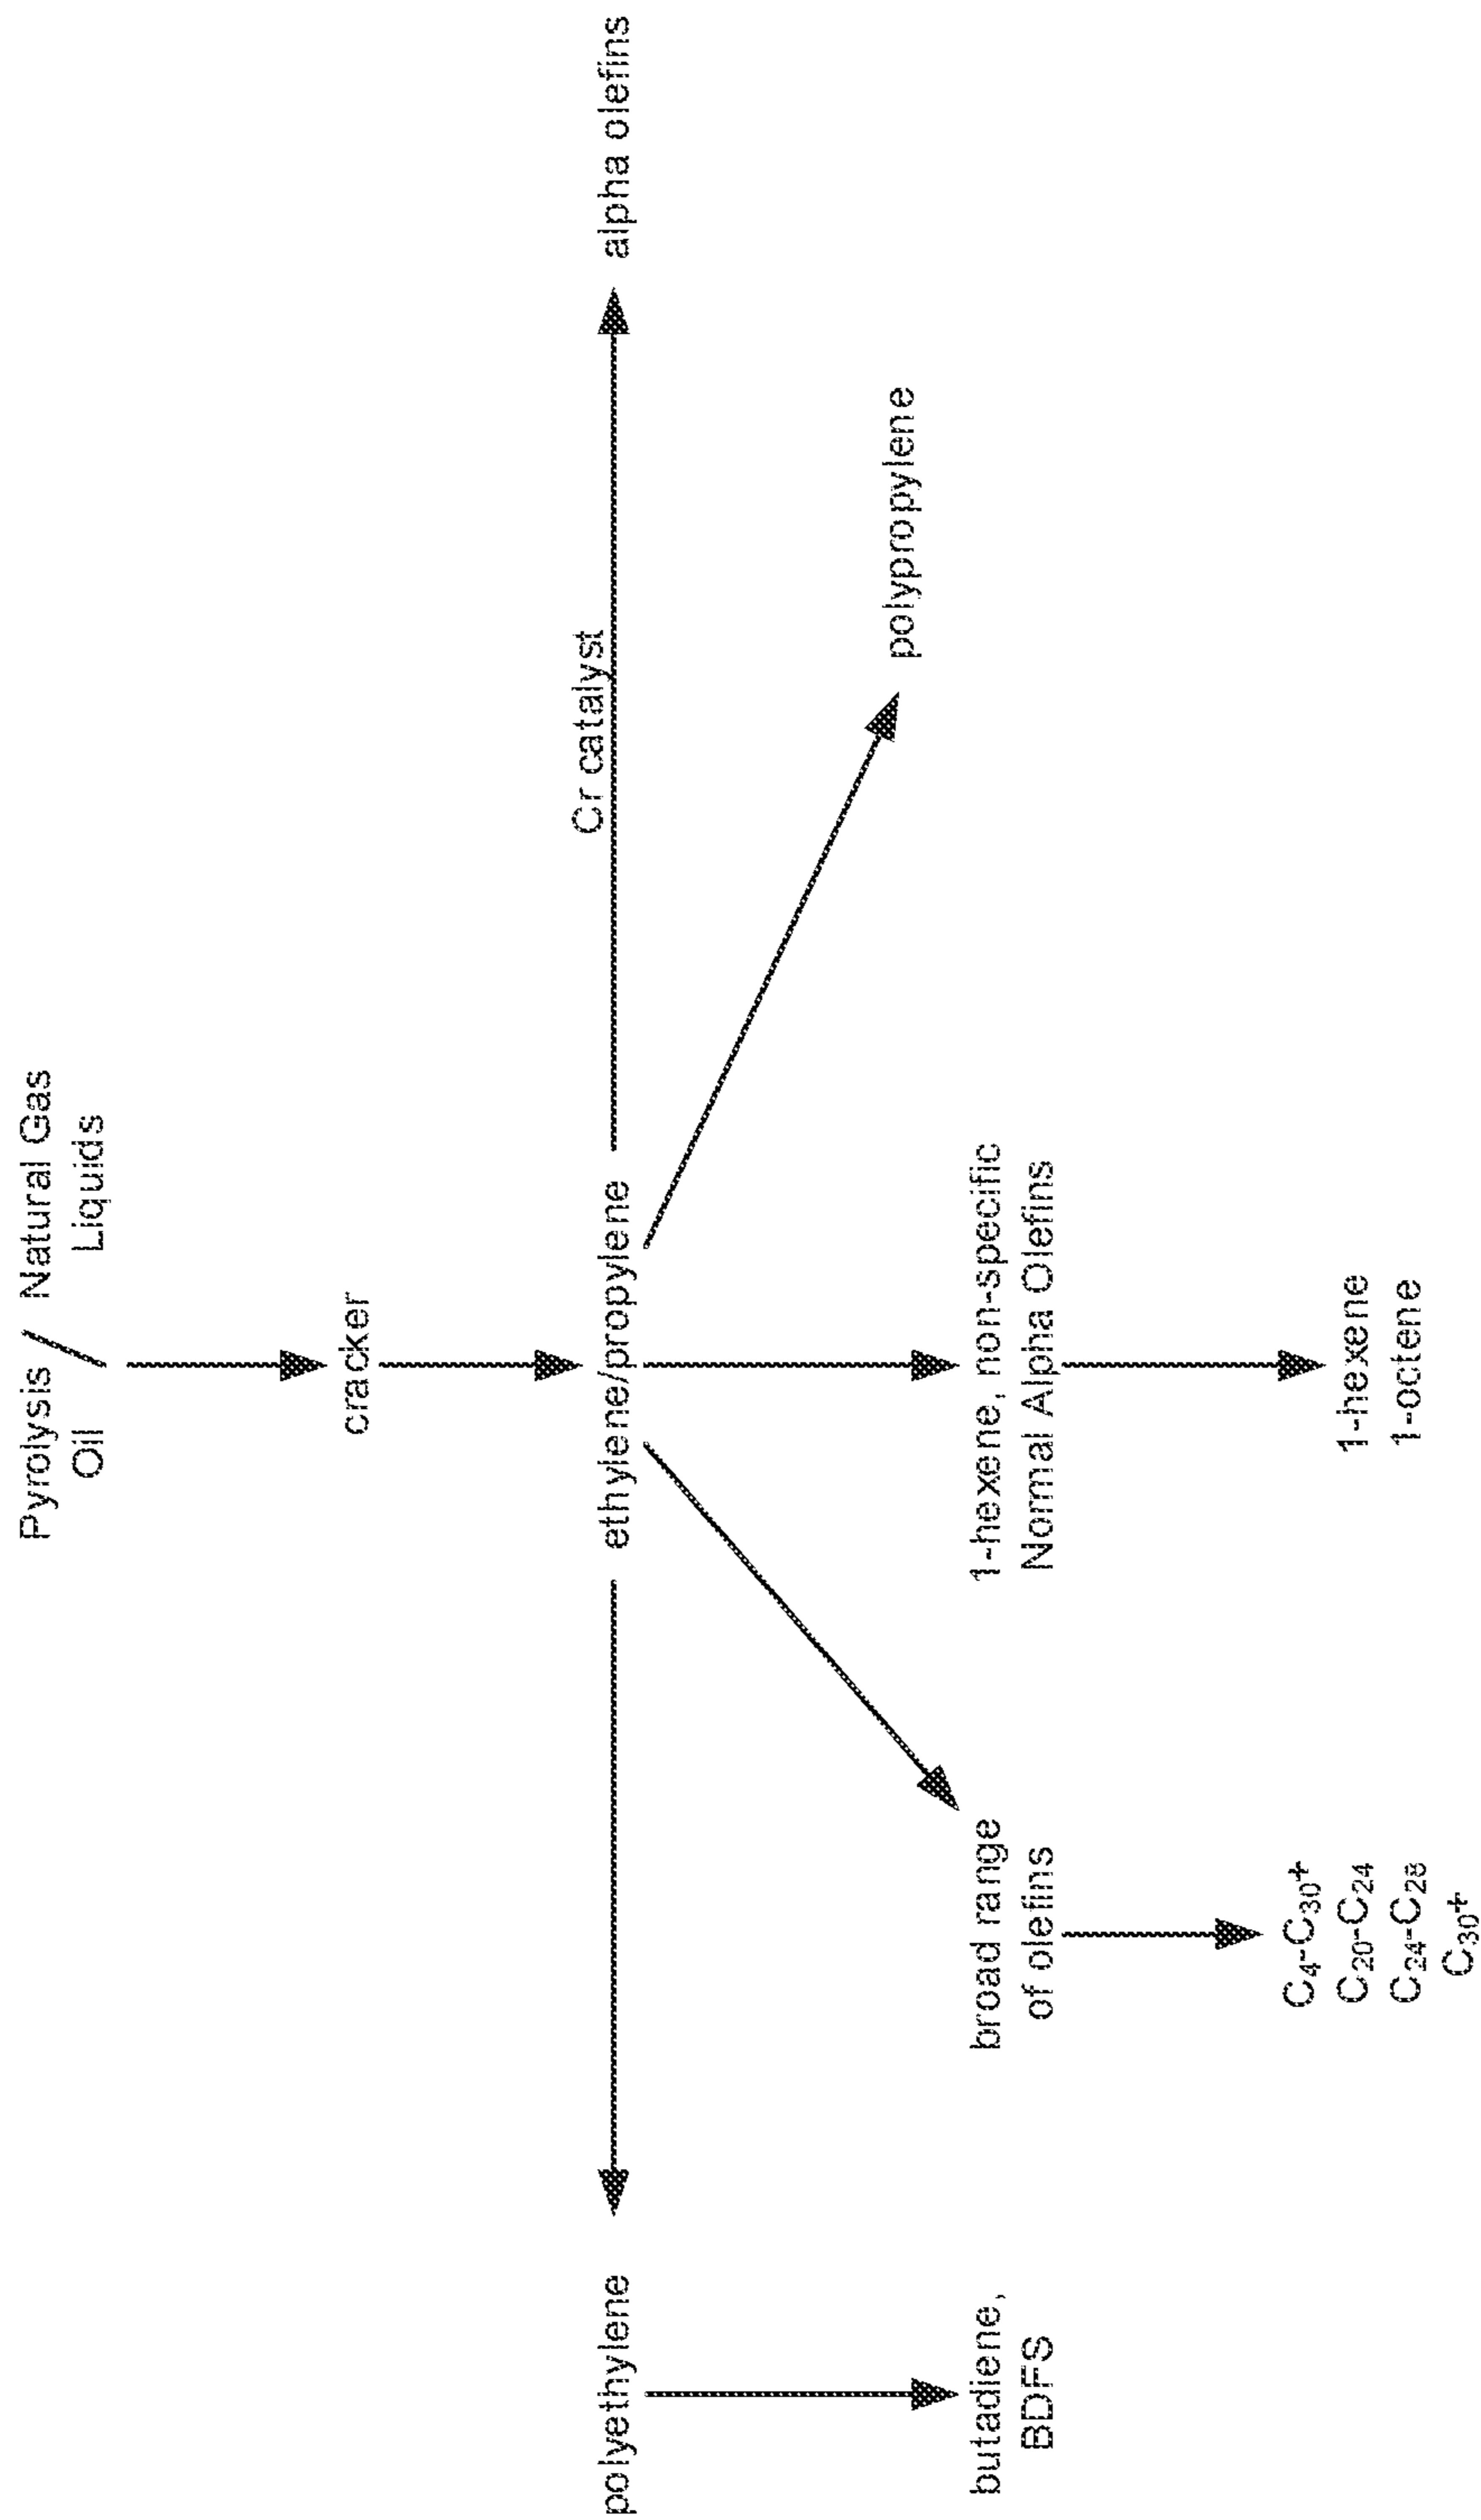 Pyrolysis / Natural Gas
Oil Liquids
cracker
polyethylene
ethylene/propylene
Cr catalyst
alpha olefins
butadiene,
BDFS
broad range
of olefins
1-hexene, non-specific
Normal Alpha Olefins
polypropylene
C₄-C₃₀+
C₂₀-C₂₄
C₂₄-C₂₈
C₃₀+
1-hexene
1-octene